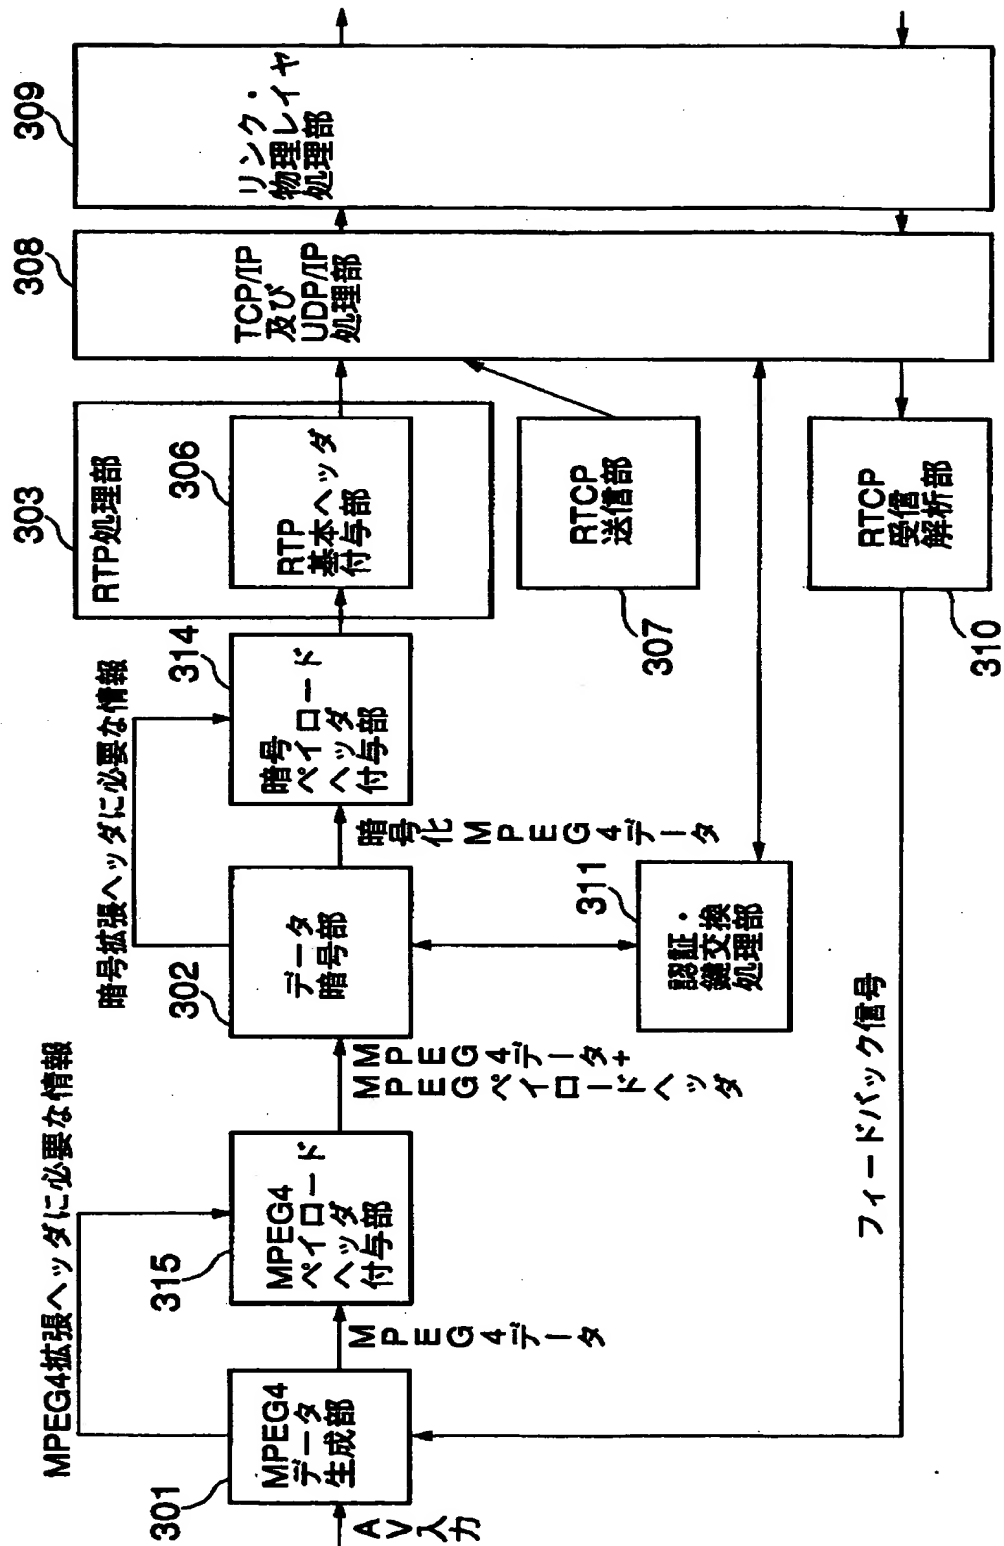 309
リンク・
物理レイヤ
処理部
308
TCP/IP
及び
UDP/IP
処理部
303
RTP処理部
306
RTP
基本ヘッダ
付与部
RTCP
送信部
307
RTCP
受信
解析部
310
暗号拡張ヘッダに必要な情報
314
暗号
ペイロード
ヘッダ
付与部
暗号化MPEG4データ
302
データ
暗号部
311
認証・
鍵交換
処理部
MPEG4データ+
MPEGペイロードヘッダ
MPEG4拡張ヘッダに必要な情報
315
MPEG4
ペイロード
ヘッダ
付与部
MPEG4データ
フィードバック信号
301
MPEG4
データ
生成部
AV入力